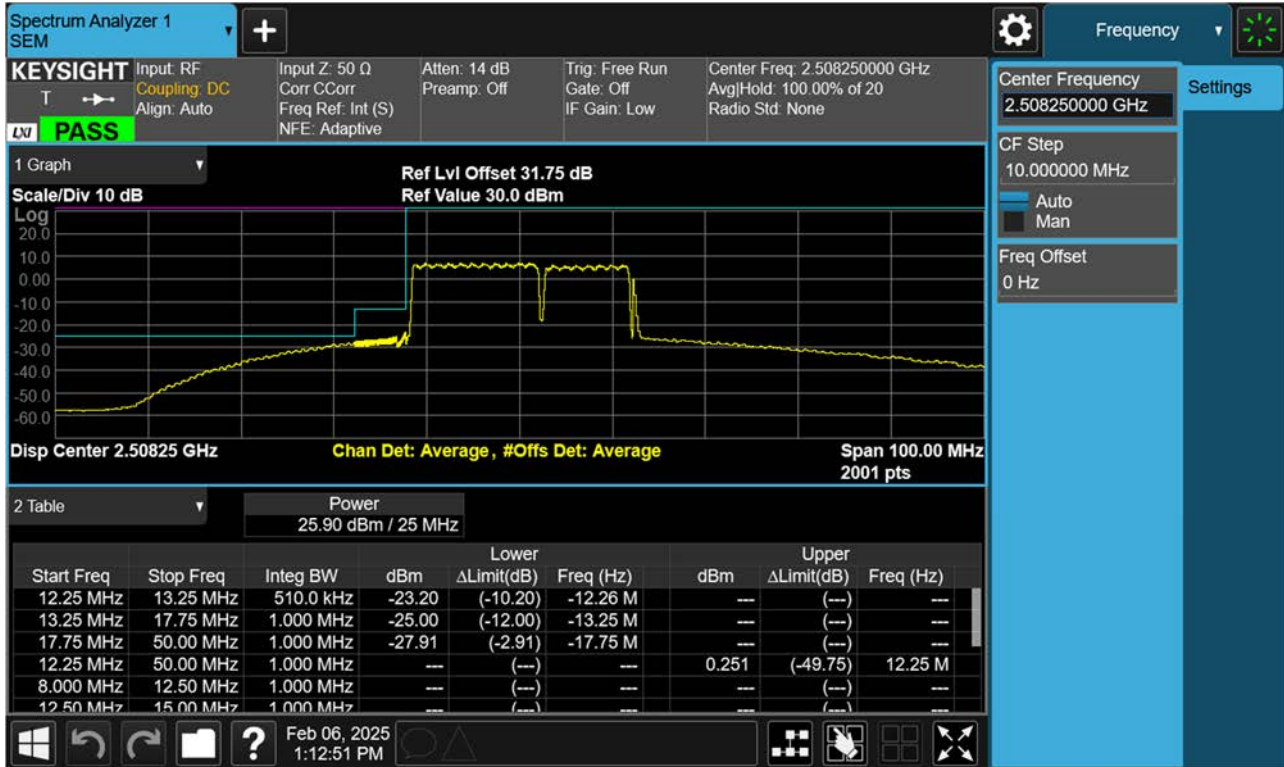 Spectrum Analyzer 1
SEM
+
Frequency
KEYSIGHT
Input: RF
Coupling: DC
Align: Auto
Input Z: 50 Ω
Corr CCorr
Freq Ref: Int (S)
NFE: Adaptive
Atten: 14 dB
Preamp: Off
Trig: Free Run
Gate: Off
IF Gain: Low
Center Freq: 2.508250000 GHz
Avg|Hold: 100.00% of 20
Radio Std: None
T
LXI
PASS
Center Frequency
2.508250000 GHz
Settings
CF Step
10.000000 MHz
Auto
Man
Freq Offset
0 Hz
1 Graph
Scale/Div 10 dB
Ref Lvl Offset 31.75 dB
Ref Value 30.0 dBm
Log
20.0
10.0
0.00
-10.0
-20.0
-30.0
-40.0
-50.0
-60.0
Disp Center 2.50825 GHz
Chan Det: Average, #Offs Det: Average
Span 100.00 MHz
2001 pts
2 Table
Power
25.90 dBm / 25 MHz
Lower Upper
Start Freq Stop Freq Integ BW dBm ΔLimit(dB) Freq (Hz) dBm ΔLimit(dB) Freq (Hz)
12.25 MHz 13.25 MHz 510.0 kHz -23.20 (-10.20) -12.26 M --- (---) ---
13.25 MHz 17.75 MHz 1.000 MHz -25.00 (-12.00) -13.25 M --- (---) ---
17.75 MHz 50.00 MHz 1.000 MHz -27.91 (-2.91) -17.75 M --- (---) ---
12.25 MHz 50.00 MHz 1.000 MHz --- (---) --- 0.251 (-49.75) 12.25 M
8.000 MHz 12.50 MHz 1.000 MHz --- (---) --- --- (---) ---
12.50 MHz 15.00 MHz 1.000 MHz --- (---) --- --- (---) ---
?
Feb 06, 2025
1:12:51 PM